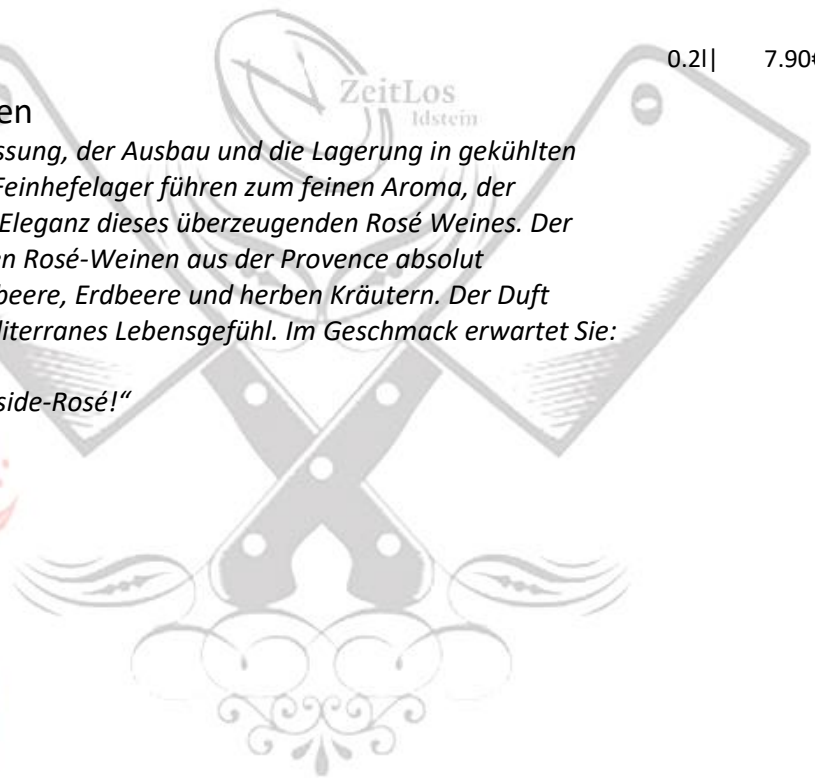 0.2l| 7.90€
ZeitLos
Idstein
en
ssung, der Ausbau und die Lagerung in gekühlten
Feinhefelager führen zum feinen Aroma, der
Eleganz dieses überzeugenden Rosé Weines. Der
en Rosé-Weinen aus der Provence absolut
beere, Erdbeere und herben Kräutern. Der Duft
diterranes Lebensgefühl. Im Geschmack erwartet Sie:
side-Rosé!“